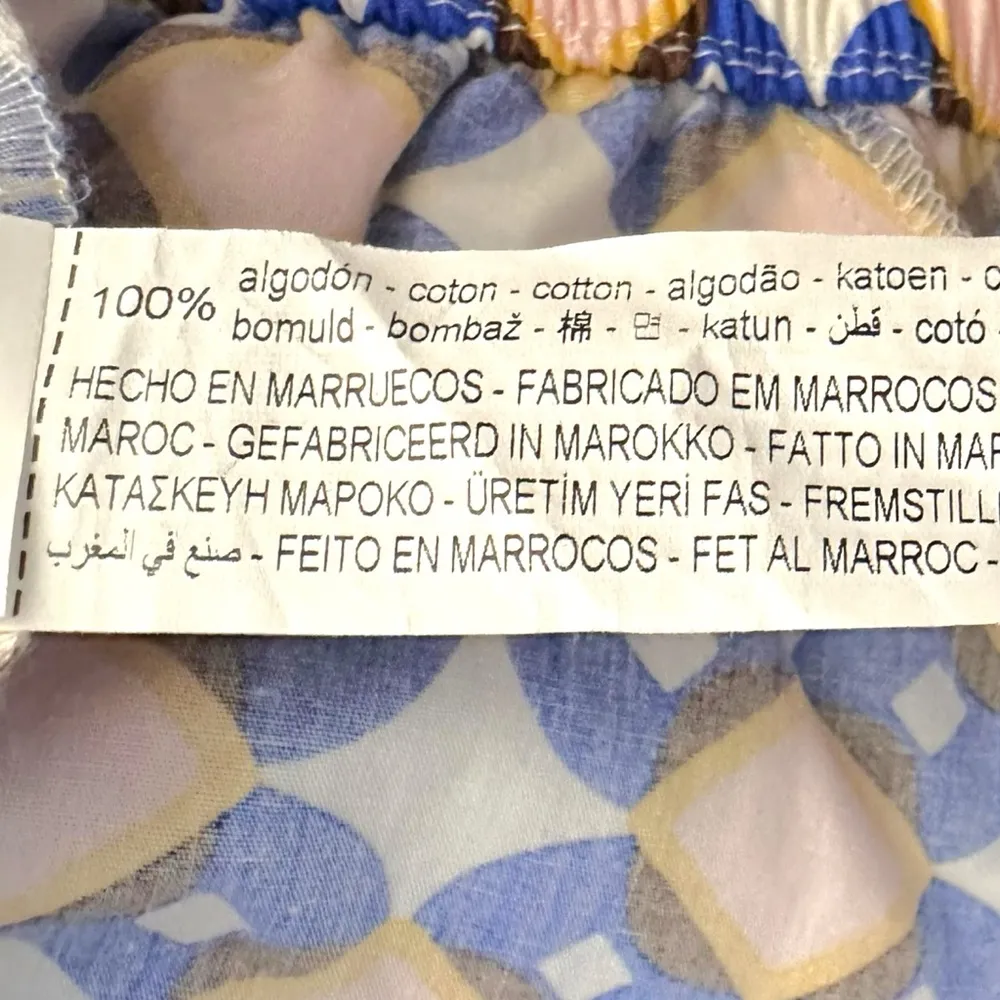 100% algodón - coton - cotton - algodão - katoen -
bomuld - bombaž - 棉 - 면 - katun - قطن - cotó -
HECHO EN MARRUECOS - FABRICADO EM MARROCOS
MAROC - GEFABRICEERD IN MAROKKO - FATTO IN
ΚΑΤΑΣΚΕΥΗ ΜΑΡΟΚΟ - ÜRETİM YERİ FAS -
صنع في المغرب - FEITO EN MARROCOS - FET AL MARROC -